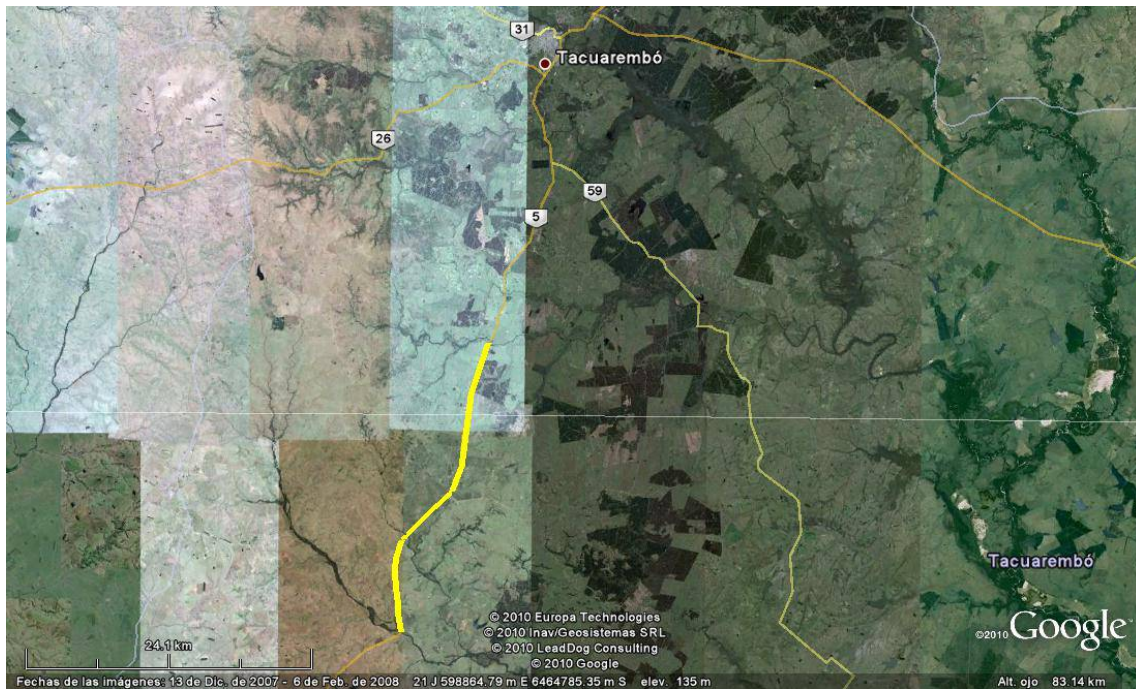 31
Tacuarembó
26
59
5
Tacuarembó
© 2010 Europa Technologies
© 2010 Inav/Geosistemas SRL
© 2010 LeadDog Consulting
© 2010 Google
©2010 Google
24.1 km
Fechas de las imágenes: 13 de Dic. de 2007 - 6 de Feb. de 2008 21 J 598864.79 m E 6464785.35 m S elev. 135 m Alt. ojo 83.14 km